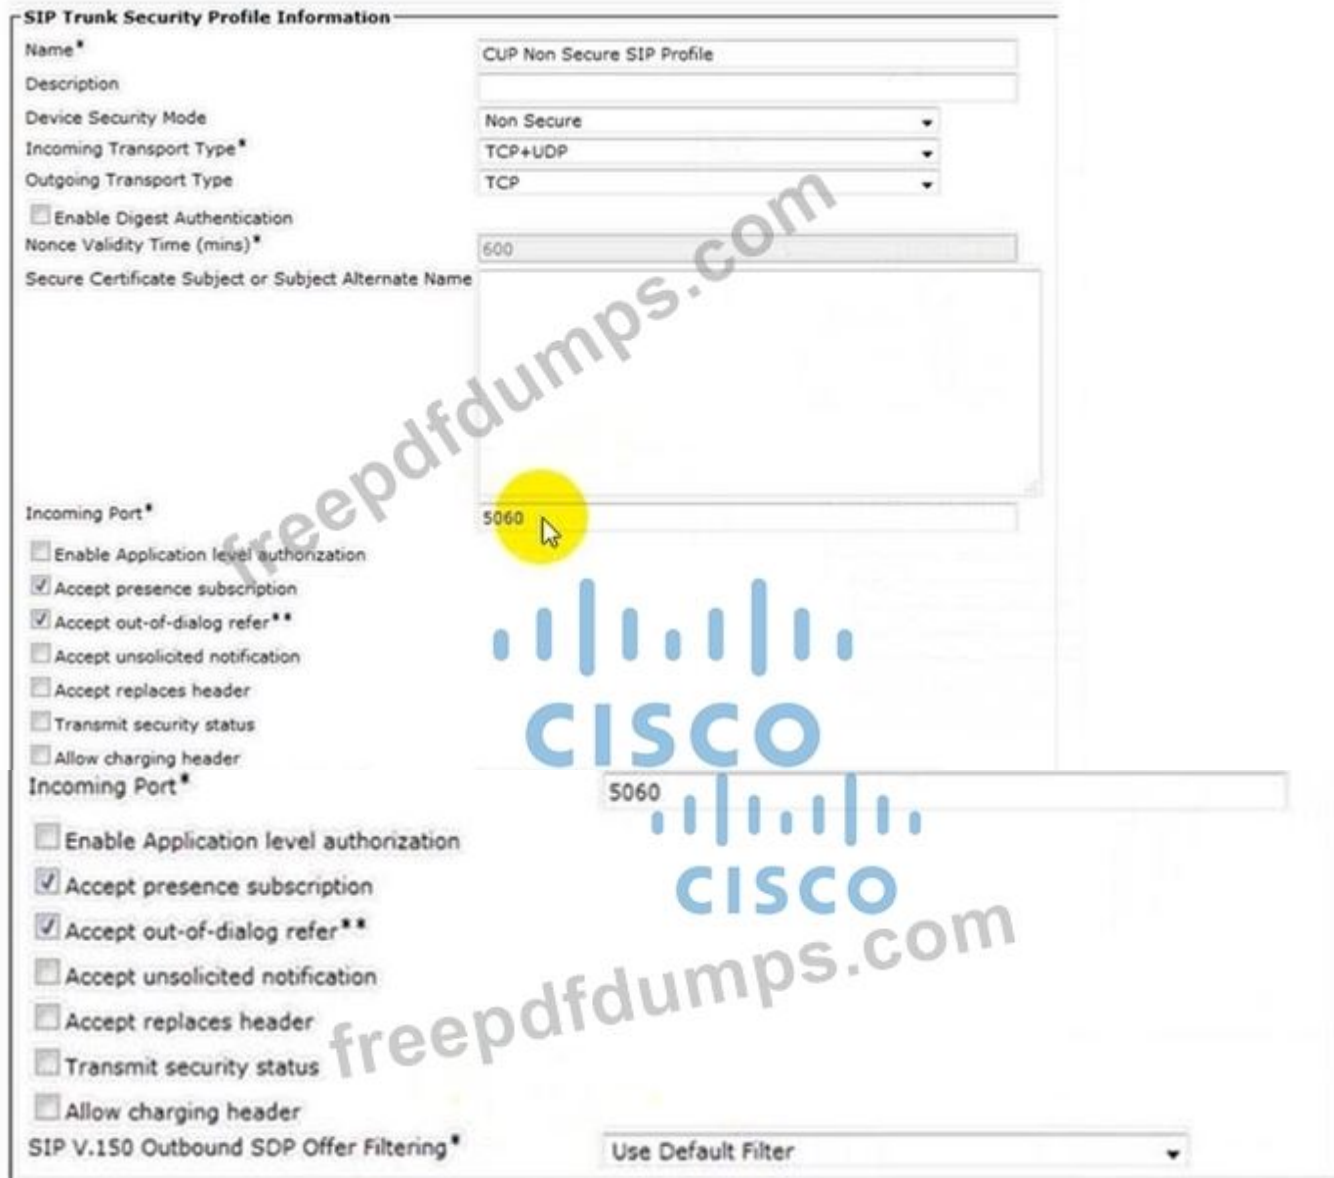 SIP Trunk Security Profile Information
Name* CUP Non Secure SIP Profile
Description
Device Security Mode Non Secure
Incoming Transport Type* TCP+UDP
Outgoing Transport Type TCP
Enable Digest Authentication
Nonce Validity Time (mins)* 600
Secure Certificate Subject or Subject Alternate Name
freepdfdumps.com
Incoming Port* 5060
Enable Application level authorization
Accept presence subscription
Accept out-of-dialog refer**
Accept unsolicited notification
Accept replaces header
Transmit security status
Allow charging header
CISCO
Incoming Port* 5060
Enable Application level authorization
Accept presence subscription
CISCO
Accept out-of-dialog refer**
Accept unsolicited notification
Accept replaces header
freepdfdumps.com
Transmit security status
Allow charging header
SIP V.150 Outbound SDP Offer Filtering* Use Default Filter